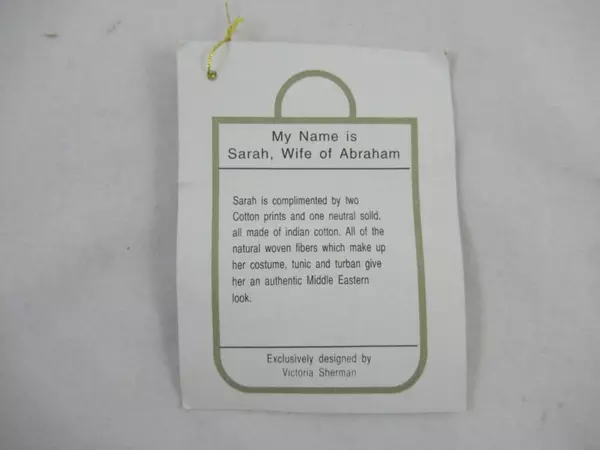 My Name is
Sarah, Wife of Abraham
Sarah is complimented by two
Cotton prints and one neutral solid,
all made of indian cotton. All of the
natural woven fibers which make up
her costume, tunic and turban give
her an authentic Middle Eastern
look.
Exclusively designed by
Victoria Sherman